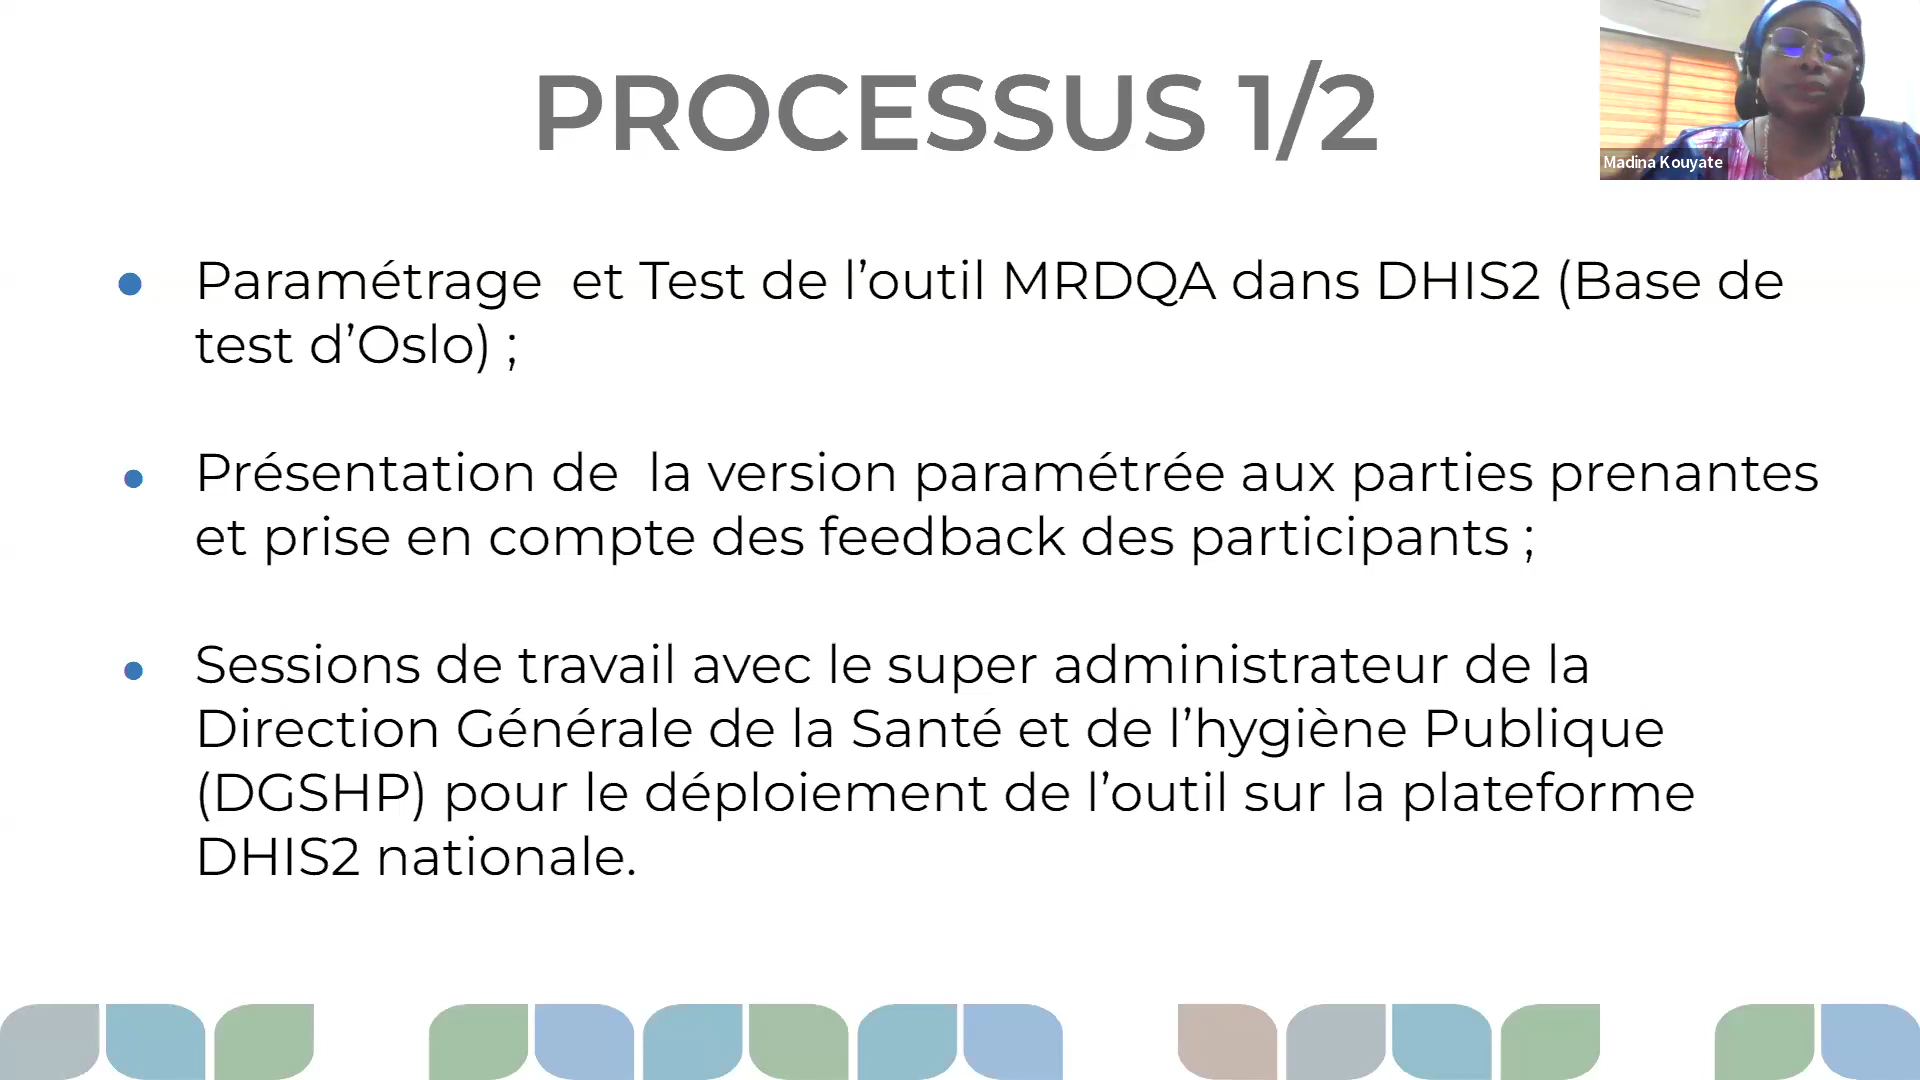 PROCESSUS 1/2
Madina Kouyate
Paramétrage et Test de l’outil MRDQA dans DHIS2 (Base de
test d’Oslo) ;
Présentation de la version paramétrée aux parties prenantes
et prise en compte des feedback des participants ;
Sessions de travail avec le super administrateur de la
Direction Générale de la Santé et de l’hygiène Publique
(DGSHP) pour le déploiement de l’outil sur la plateforme
DHIS2 nationale.